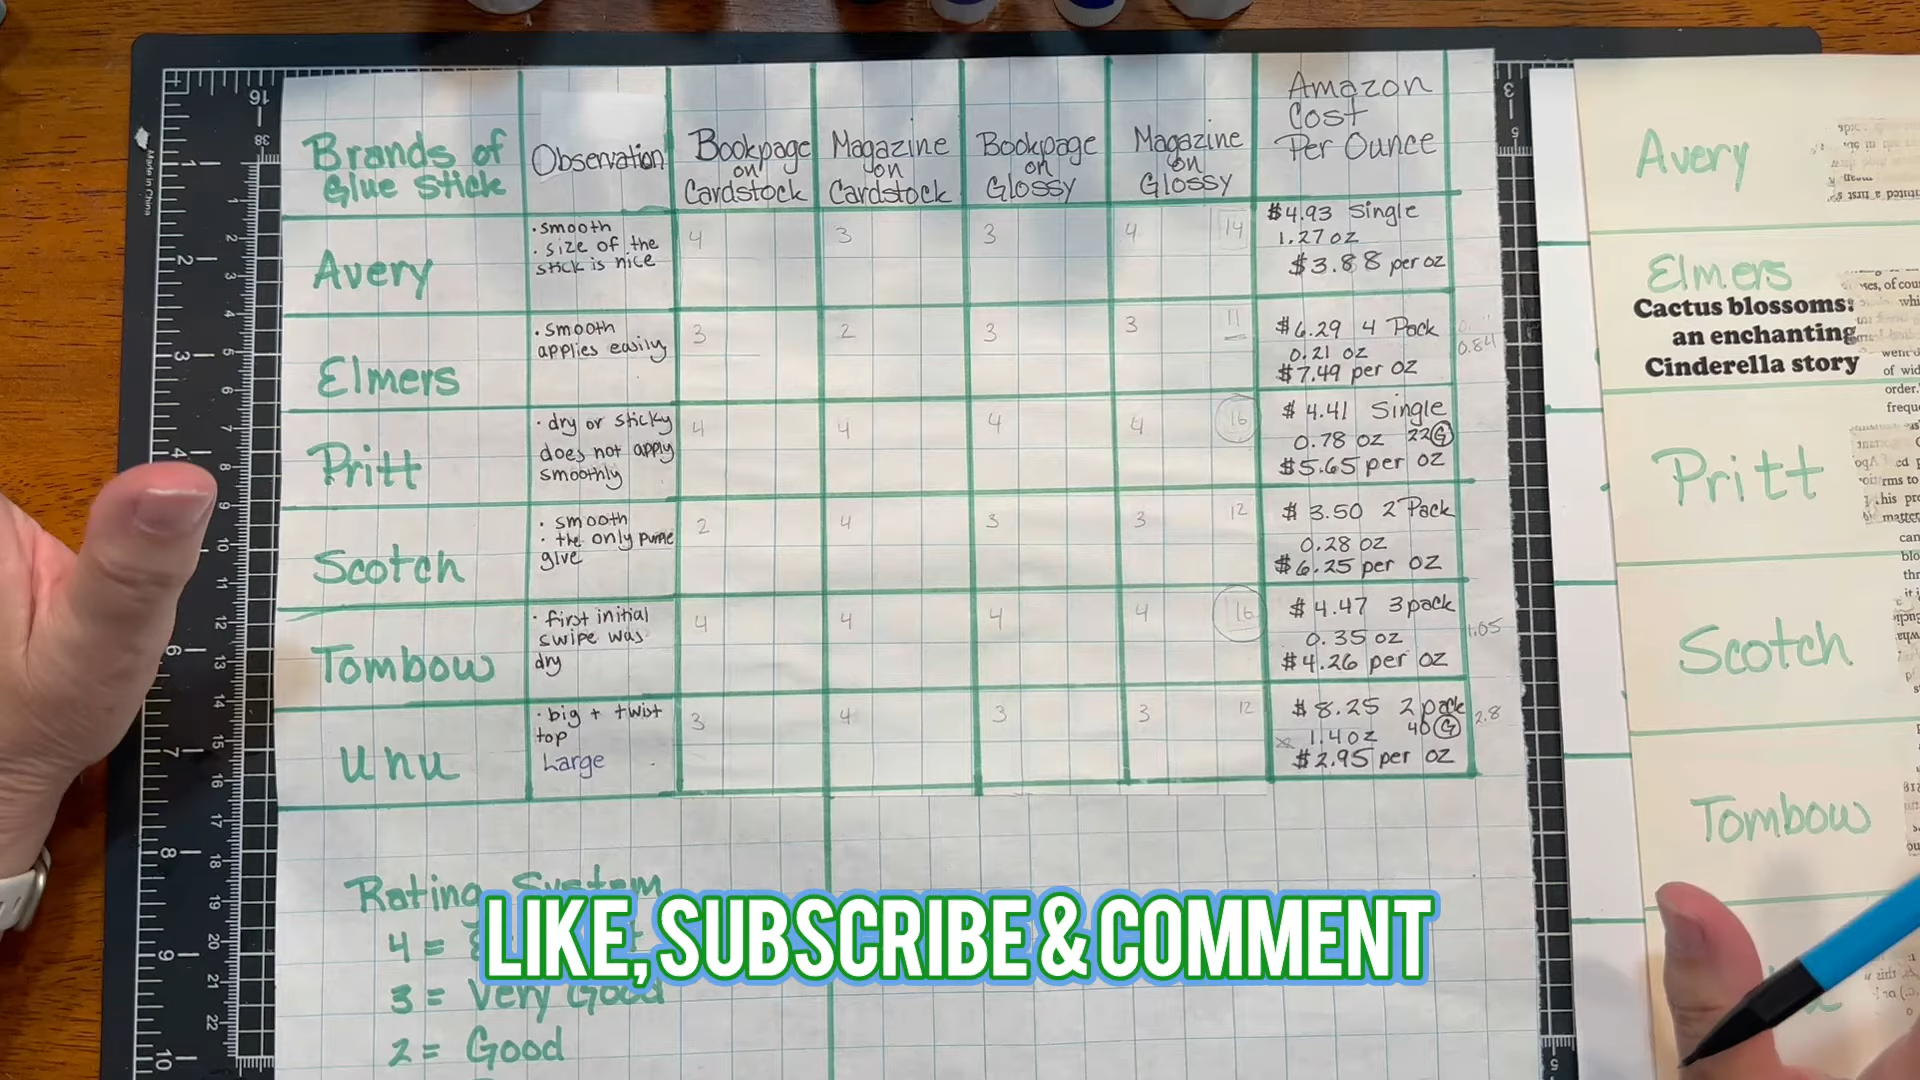 Brands of
Glue Stick
Observation
Bookpage
on
Cardstock
Magazine
on
Cardstock
Bookpage
on
Glossy
Magazine
on
Glossy
Amazon
Cost
Per Ounce
Avery
• smooth
• size of the
stick is nice
4
3
3
4
14
$4.93 Single
1.27 oz
$3.88 per oz
Elmers
• smooth
applies easily
3
2
3
3
11
$6.29 4 Pack
0.21 oz
$7.49 per oz
0.84
Pritt
• dry or sticky
does not apply
smoothly
4
4
4
4
16
$4.41 Single
0.78 oz 22 G
$5.65 per oz
Scotch
• smooth
• the only purple
glue
2
4
3
3
12
$3.50 2 Pack
0.28 oz
$6.25 per oz
Tombow
• first initial
swipe was
dry
4
4
4
4
16
$4.47 3 pack
0.35 oz
$4.26 per oz
1.05
Uhu
• big + twist
top
Large
3
4
3
3
12
$8.25 2 pack
1.4 oz 40 G
$2.95 per oz
2.8
Rating System
4 =
3 = Very Good
2 = Good
LIKE, SUBSCRIBE & COMMENT
Avery
Elmers
Cactus blossoms:
an enchanting
Cinderella story
Pritt
Scotch
Tombow
Made in China